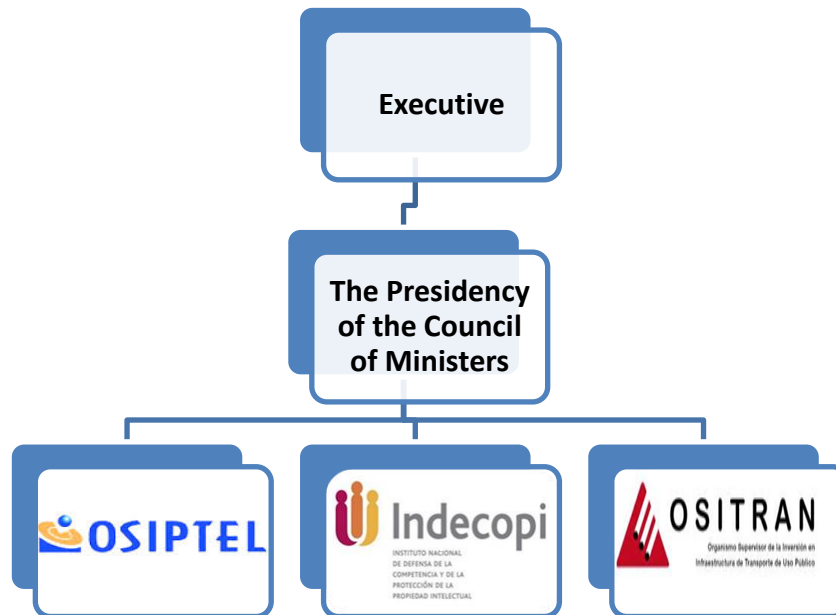 Executive
The Presidency
of the Council
of Ministers
OSIPTEL
Indecopi
INSTITUTO NACIONAL
DE DEFENSA DE LA
COMPETENCIA Y DE LA
PROTECCIÓN DE LA
PROPIEDAD INTELECTUAL
OSITRAN
Organismo Supervisor de la Inversión en
Infraestructura de Transporte de Uso Público